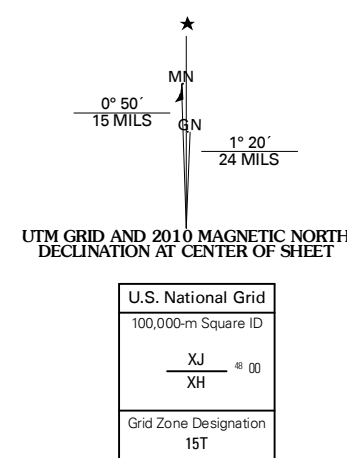 MN
0° 50´
15 MILS
GN
1° 20´
24 MILS
UTM GRID AND 2010 MAGNETIC NORTH
DECLINATION AT CENTER OF SHEET
U.S. National Grid
100,000-m Square ID
XJ
48 00
XH
Grid Zone Designation
15T